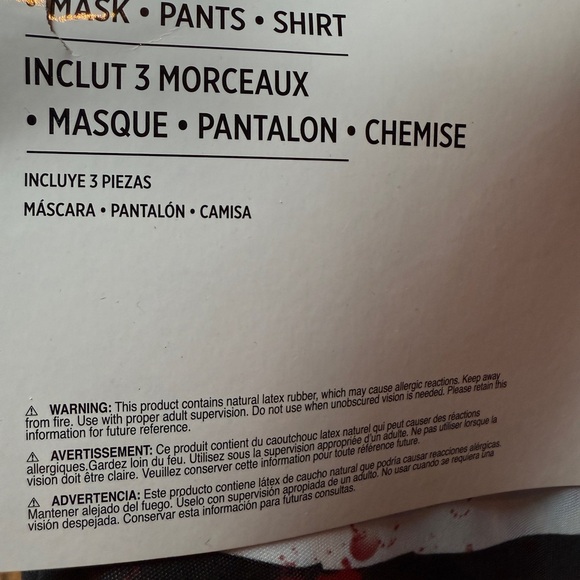 MASK • PANTS • SHIRT
INCLUT 3 MORCEAUX
• MASQUE • PANTALON • CHEMISE
INCLUYE 3 PIEZAS
MÁSCARA • PANTALÓN • CAMISA
⚠ WARNING: This product contains natural latex rubber, which may cause allergic reactions. Keep away
from fire. Use with proper adult supervision. Do not use when unobscured vision is needed. Please retain this
information for future reference.
⚠ AVERTISSEMENT: Ce produit contient du caoutchouc latex naturel qui peut causer des réactions
allergiques.Gardez loin du feu. Utilisez sous la supervision appropriée d'un adulte. Ne pas utiliser lorsque la
vision doit être claire. Veuillez conserver cette information pour toute référence future.
⚠ ADVERTENCIA: Este producto contiene látex de caucho natural que podría causar reacciones alérgicas.
Mantener alejado del fuego. Úselo con supervisión apropiada de un adulto. No usar cuando se requiera una
visión despejada. Conservar esta información para futuras consultas.